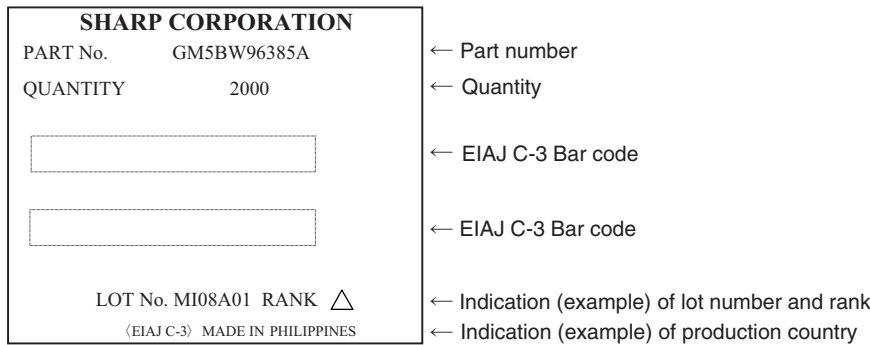 SHARP CORPORATION
PART No. GM5BW96385A ← Part number
QUANTITY 2000 ← Quantity
← EIAJ C-3 Bar code
← EIAJ C-3 Bar code
LOT No. MI08A01 RANK △ ← Indication (example) of lot number and rank
〈EIAJ C-3〉 MADE IN PHILIPPINES ← Indication (example) of production country